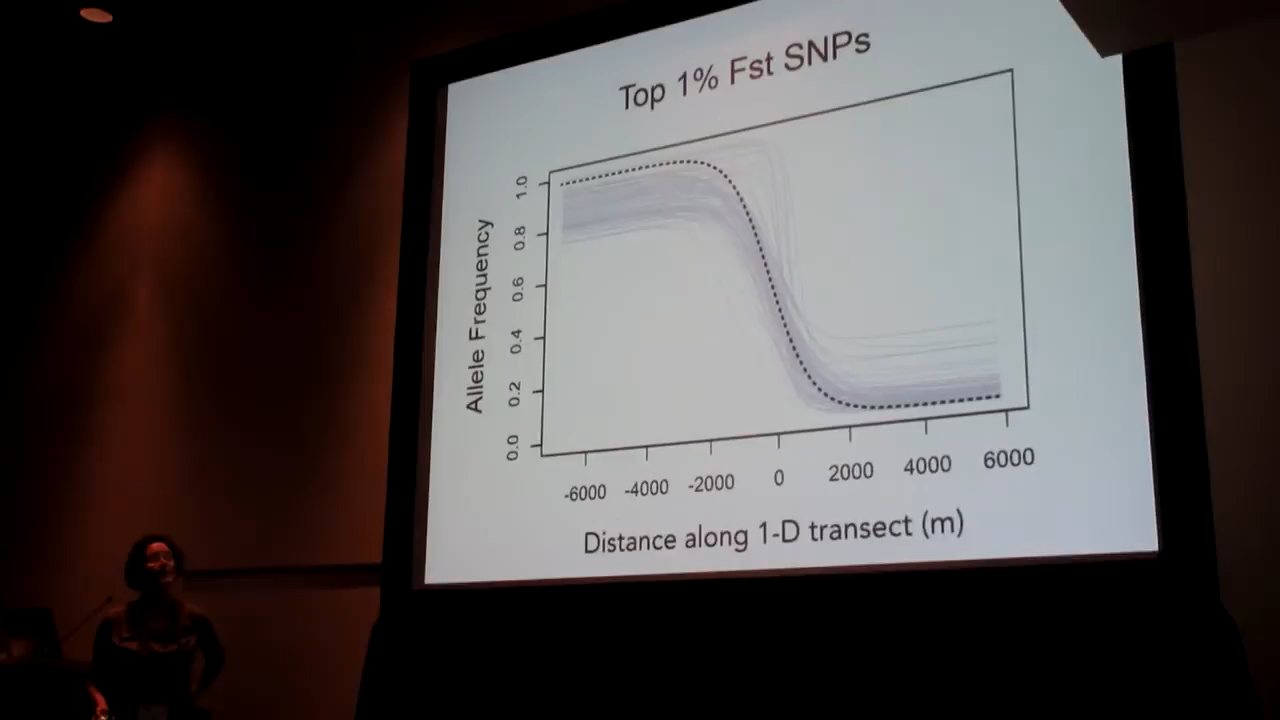 Top 1% Fst SNPs
Allele Frequency
1.0
0.8
0.6
0.4
0.2
0.0
-6000 -4000 -2000 0 2000 4000 6000
Distance along 1-D transect (m)